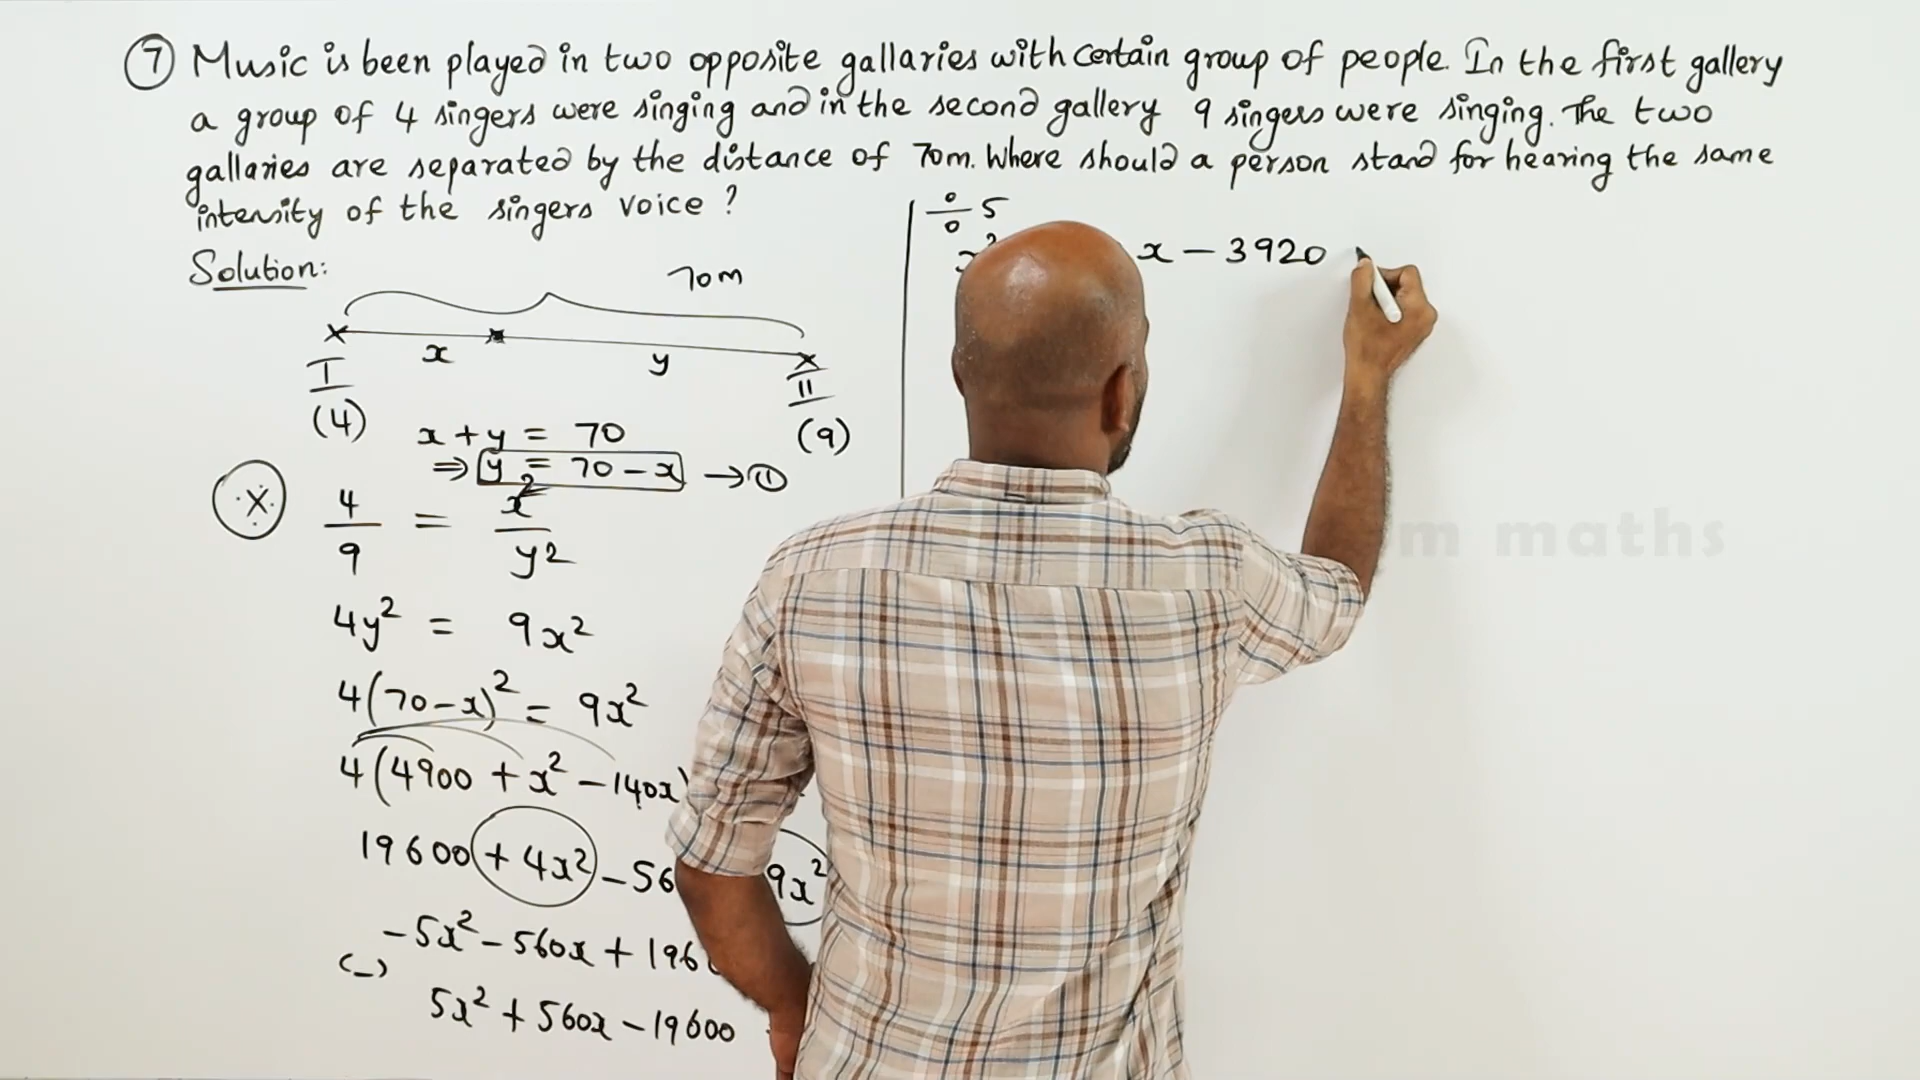 7 Music is been played in two opposite gallaries with certain group of people. In the first gallery
a group of 4 singers were singing and in the second gallery 9 singers were singing. The two
gallaries are separated by the distance of 70m. Where should a person stand for hearing the same
intensity of the singers voice ?
Solution:
70m
x y
I II
(4) (9)
x + y = 70
⇒ y = 70 - x → ①
X 4/9 = x²/y²
4y² = 9x²
4(70-x)² = 9x²
4(4900 + x² - 140x)
19600 + 4x² - 56 9x²
-5x² - 560x + 196
(-)
5x² + 560x - 19600
÷ 5
x - 3920
m maths